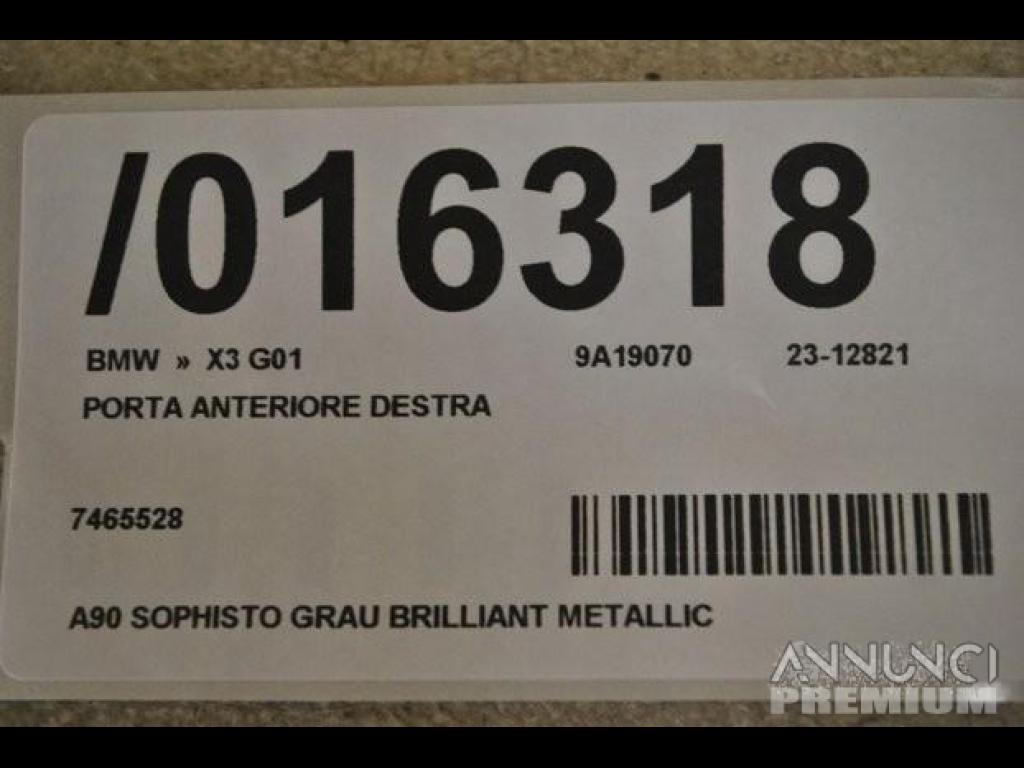 /016318
BMW » X3 G01 9A19070 23-12821
PORTA ANTERIORE DESTRA
7465528
A90 SOPHISTO GRAU BRILLIANT METALLIC
ANNUNCI
PREMIUM